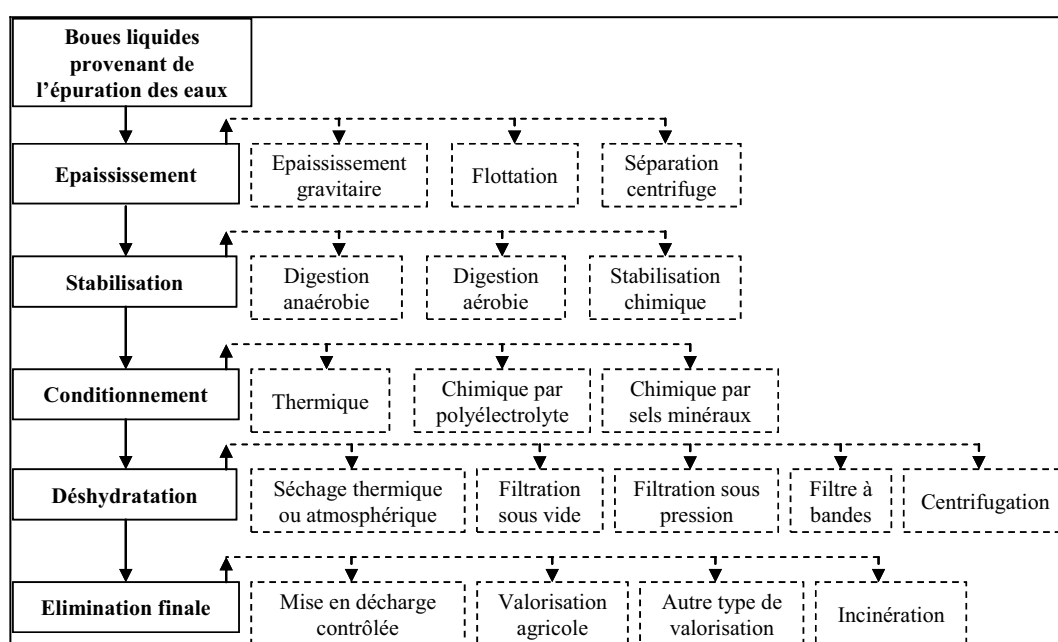 Boues liquides
provenant de
l’épuration des eaux
Epaississement
Epaississement
gravitaire
Flottation
Séparation
centrifuge
Stabilisation
Digestion
anaérobie
Digestion
aérobie
Stabilisation
chimique
Conditionnement
Thermique
Chimique par
polyélectrolyte
Chimique par
sels minéraux
Déshydratation
Séchage thermique
ou atmosphérique
Filtration
sous vide
Filtration sous
pression
Filtre à
bandes
Centrifugation
Elimination finale
Mise en décharge
contrôlée
Valorisation
agricole
Autre type de
valorisation
Incinération